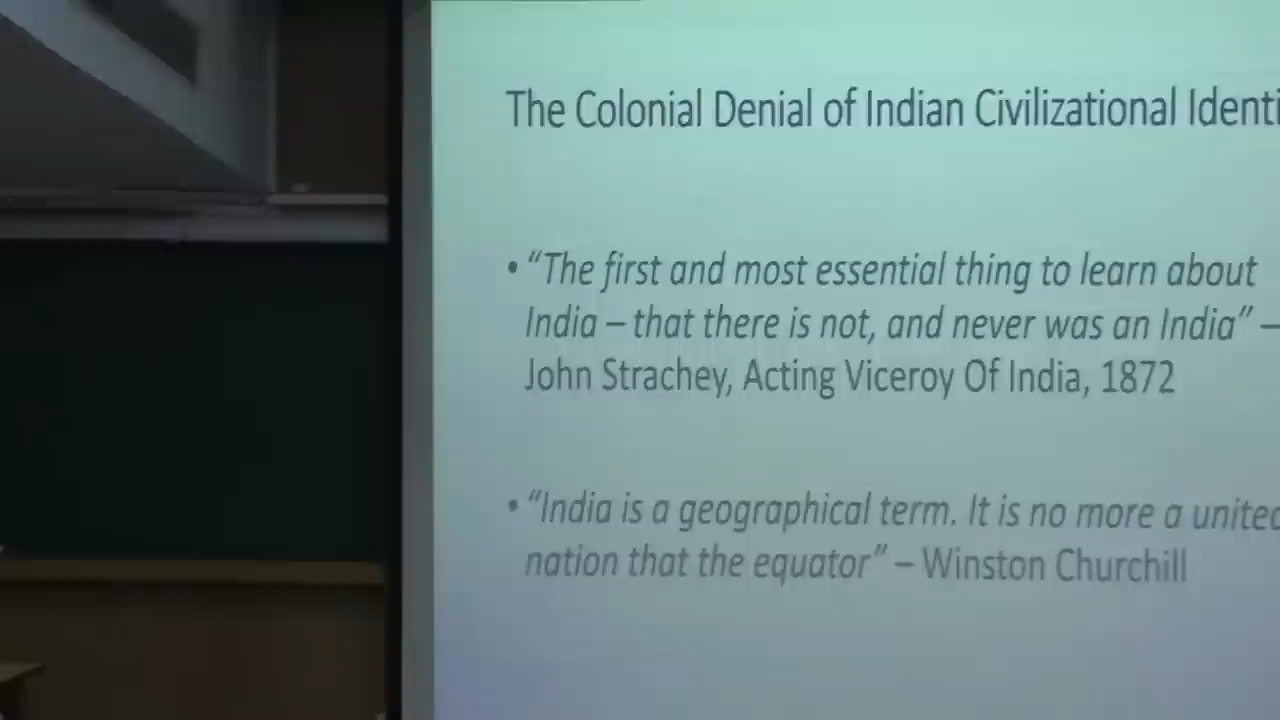 The Colonial Denial of Indian Civilizational Identi
• “The first and most essential thing to learn about
India – that there is not, and never was an India” –
John Strachey, Acting Viceroy Of India, 1872
• “India is a geographical term. It is no more a united
nation that the equator” – Winston Churchill